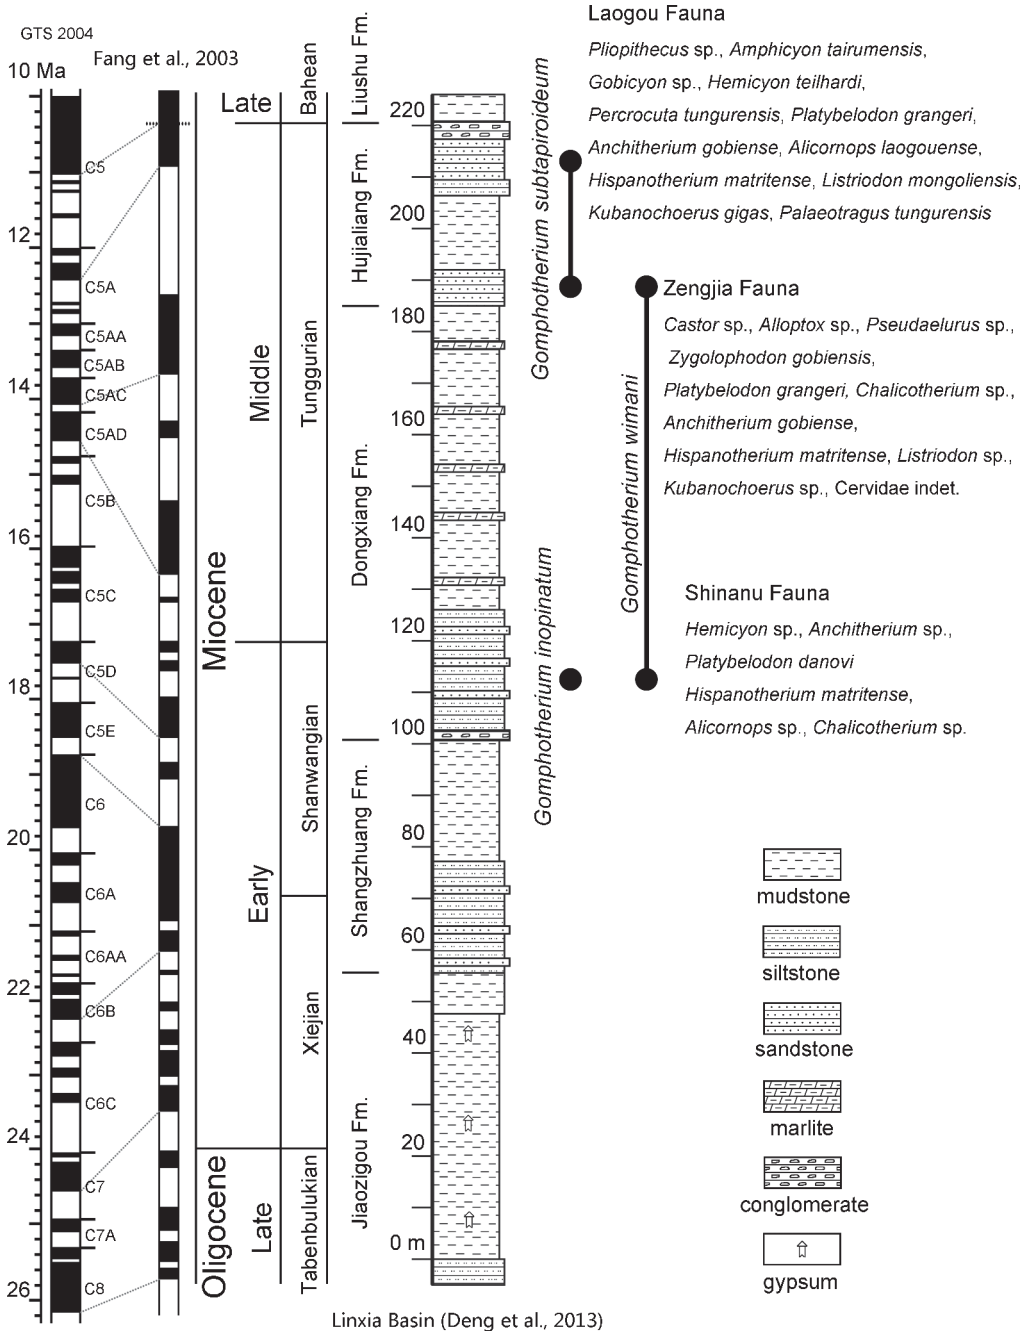 GTS 2004
Fang et al., 2003
10 Ma
12
14
16
18
20
22
24
26
C5
C5A
C5AA
C5AB
C5AC
C5AD
C5B
C5C
C5D
C5E
C6
C6A
C6AA
C6B
C6C
C7
C7A
C8
Miocene
Oligocene
Late
Middle
Early
Late
Bahean
Tunggurian
Shanwangian
Xiejian
Tabenbulukian
Liushu Fm.
Hujialiang Fm.
Dongxiang Fm.
Shangzhuang Fm.
Jiaozigou Fm.
220
200
180
160
140
120
100
80
60
40
20
0 m
Gomphotherium subtapiroideum
Gomphotherium inopinatum
Gomphotherium wimani
Laogou Fauna
Pliopithecus sp., Amphicyon tairumensis,
Gobicyon sp., Hemicyon teilhardi,
Percrocuta tungurensis, Platybelodon grangeri,
Anchitherium gobiense, Alicornops laogouense,
Hispanotherium matritense, Listriodon mongoliensis,
Kubanochoerus gigas, Palaeotragus tungurensis
Zengjia Fauna
Castor sp., Alloptox sp., Pseudaelurus sp.,
Zygolophodon gobiensis,
Platybelodon grangeri, Chalicotherium sp.,
Anchitherium gobiense,
Hispanotherium matritense, Listriodon sp.,
Kubanochoerus sp., Cervidae indet.
Shinanu Fauna
Hemicyon sp., Anchitherium sp.,
Platybelodon danovi
Hispanotherium matritense,
Alicornops sp., Chalicotherium sp.
mudstone
siltstone
sandstone
marlite
conglomerate
gypsum
Linxia Basin (Deng et al., 2013)